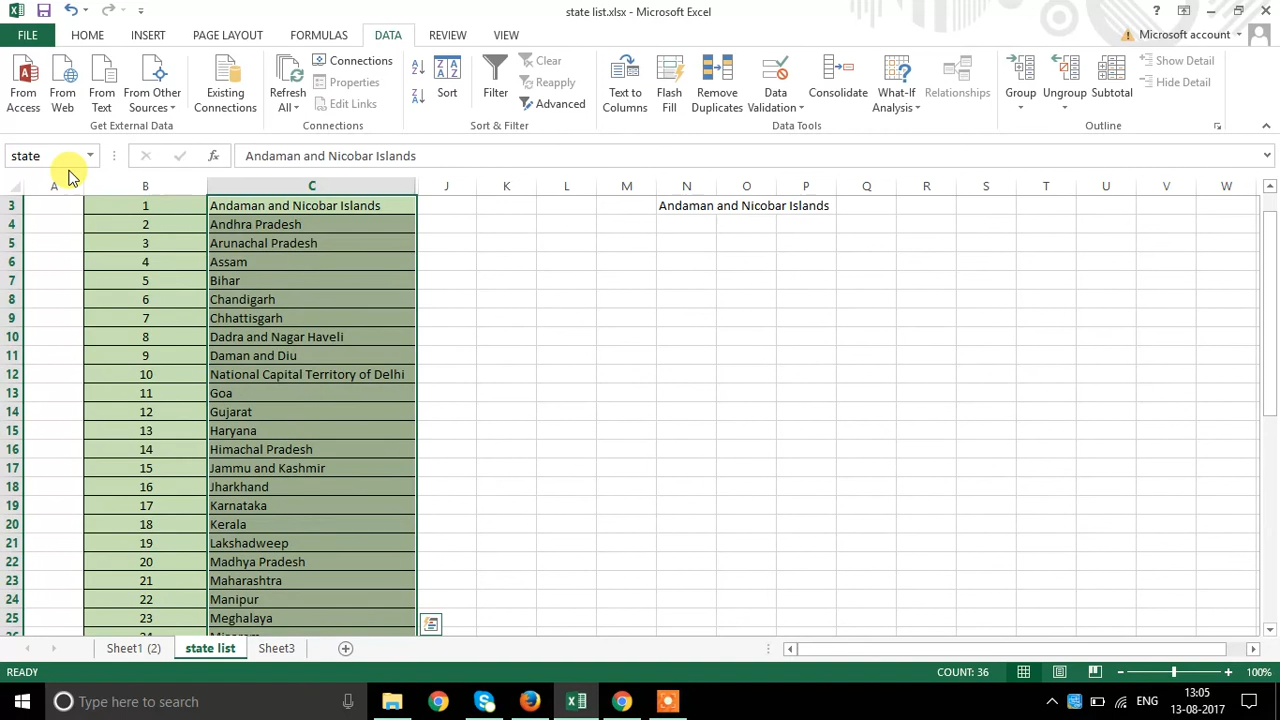 state list.xlsx - Microsoft Excel
FILE HOME INSERT PAGE LAYOUT FORMULAS DATA REVIEW VIEW Microsoft account
From Access
From Web
From Text
From Other Sources
Existing Connections
Get External Data
Refresh All
Connections
Properties
Edit Links
Connections
Sort
Filter
Clear
Reapply
Advanced
Sort & Filter
Text to Columns
Flash Fill
Remove Duplicates
Data Validation
Consolidate
What-If Analysis
Relationships
Data Tools
Group
Ungroup
Subtotal
Show Detail
Hide Detail
Outline
state Andaman and Nicobar Islands
A B C J K L M N O P Q R S T U V W
3 1 Andaman and Nicobar Islands Andaman and Nicobar Islands
4 2 Andhra Pradesh
5 3 Arunachal Pradesh
6 4 Assam
7 5 Bihar
8 6 Chandigarh
9 7 Chhattisgarh
10 8 Dadra and Nagar Haveli
11 9 Daman and Diu
12 10 National Capital Territory of Delhi
13 11 Goa
14 12 Gujarat
15 13 Haryana
16 14 Himachal Pradesh
17 15 Jammu and Kashmir
18 16 Jharkhand
19 17 Karnataka
20 18 Kerala
21 19 Lakshadweep
22 20 Madhya Pradesh
23 21 Maharashtra
24 22 Manipur
25 23 Meghalaya
Sheet1 (2) state list Sheet3
READY COUNT: 36 100%
Type here to search ENG 13:05
13-08-2017